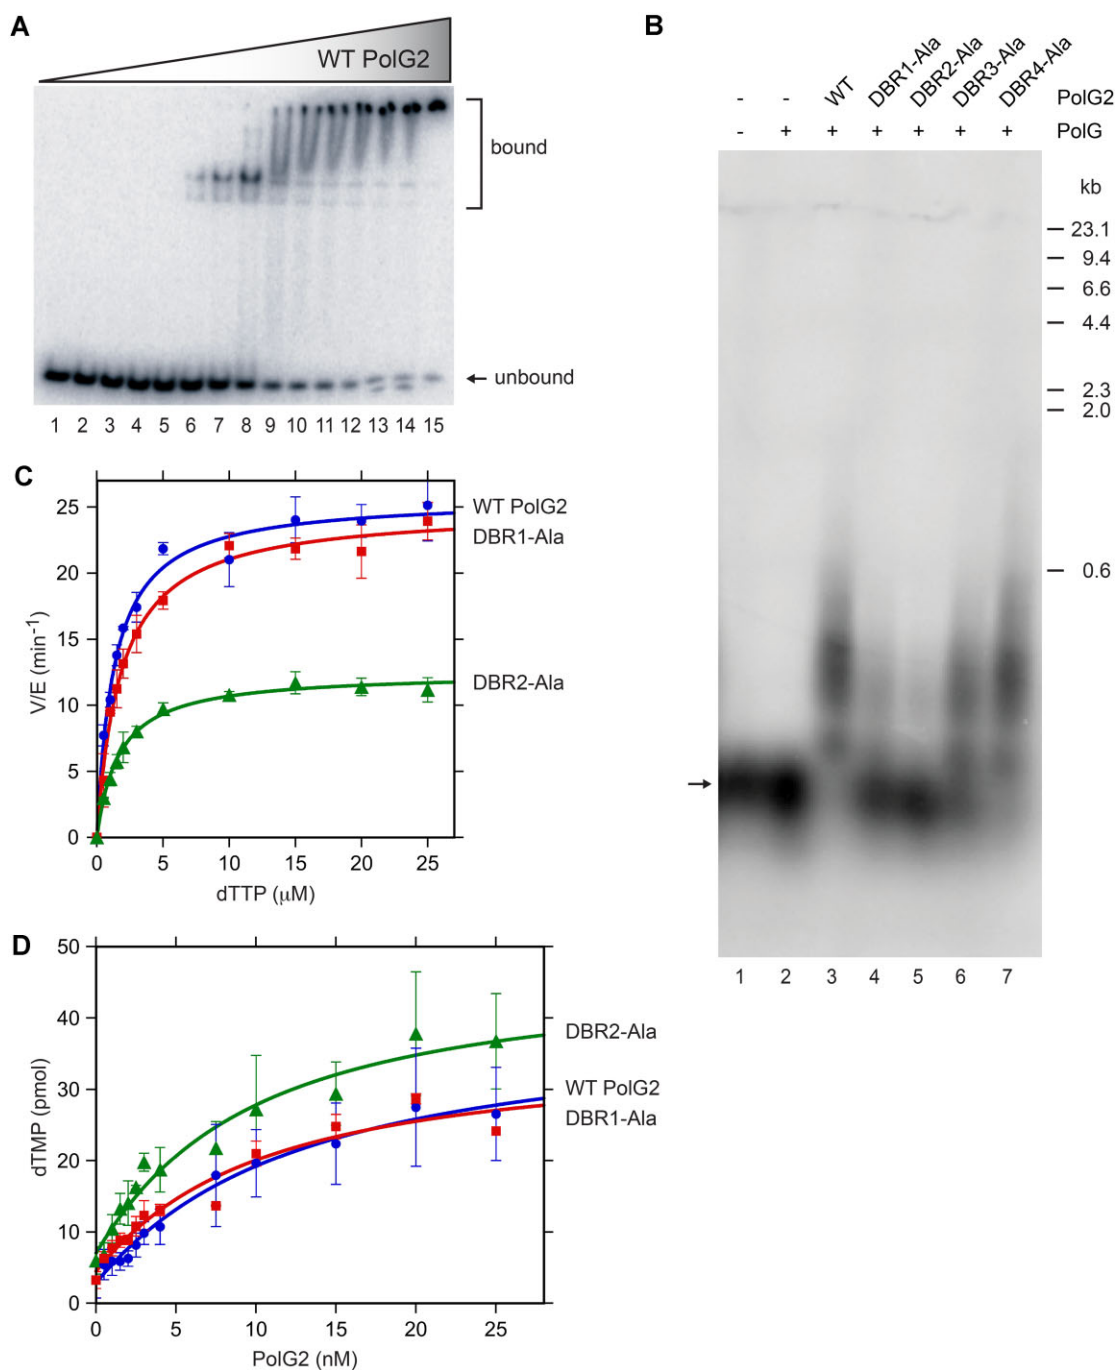 A
WT PolG2
bound
unbound
1 2 3 4 5 6 7 8 9 10 11 12 13 14 15
B
WT DBR1-Ala DBR2-Ala DBR3-Ala DBR4-Ala
- - PolG2
- + + + + + + PolG
kb
23.1
9.4
6.6
4.4
2.3
2.0
0.6
1 2 3 4 5 6 7
C
25
20
15
10
5
0
V/E (min⁻¹)
WT PolG2
DBR1-Ala
DBR2-Ala
0 5 10 15 20 25
dTTP (μM)
D
50
40
30
20
10
0
dTMP (pmol)
DBR2-Ala
WT PolG2
DBR1-Ala
0 5 10 15 20 25
PolG2 (nM)